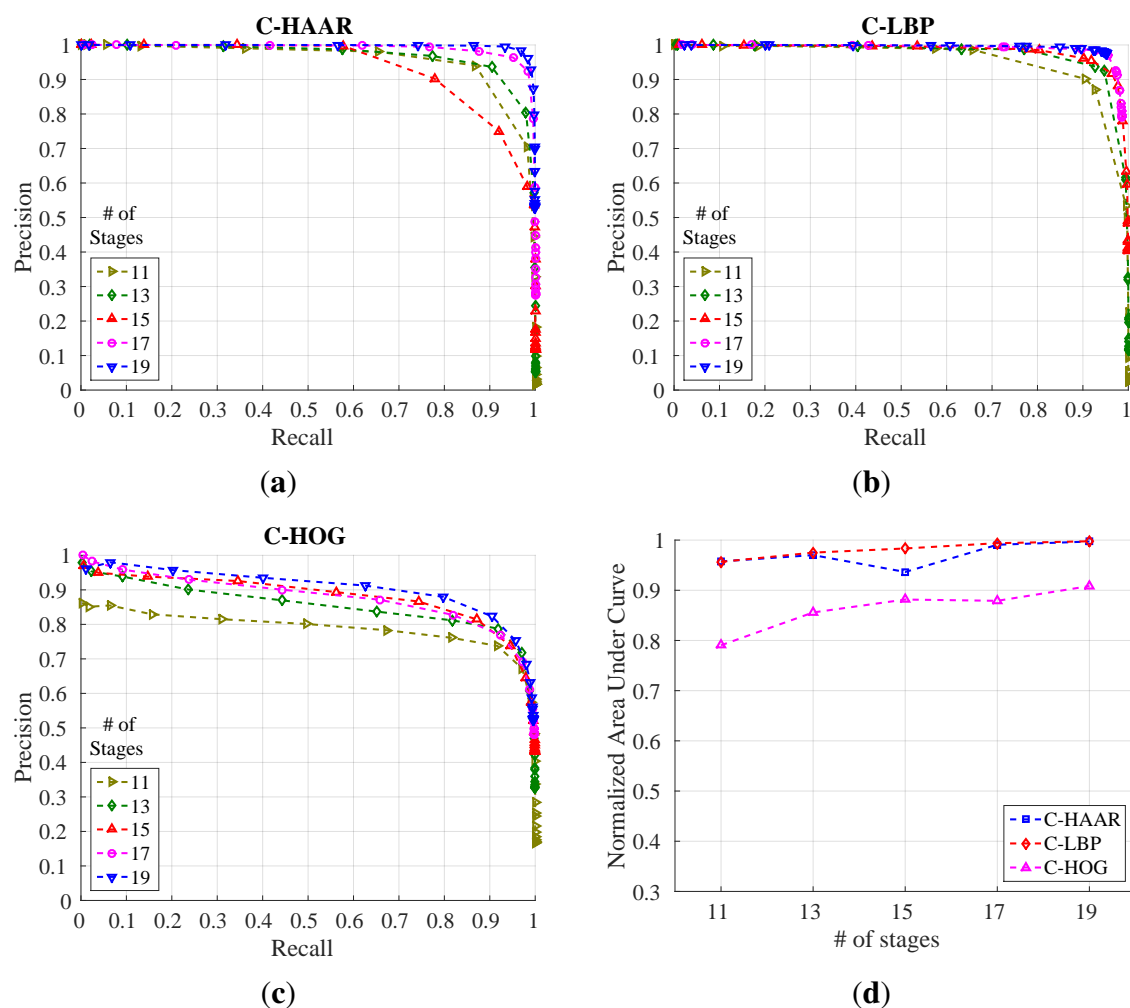 C-HAAR
1
0.9
0.8
0.7
0.6
0.5
0.4
0.3
0.2
0.1
0
Precision
# of
Stages
11
13
15
17
19
0 0.1 0.2 0.3 0.4 0.5 0.6 0.7 0.8 0.9 1
Recall
(a)
C-LBP
1
0.9
0.8
0.7
0.6
0.5
0.4
0.3
0.2
0.1
0
Precision
# of
Stages
11
13
15
17
19
0 0.1 0.2 0.3 0.4 0.5 0.6 0.7 0.8 0.9 1
Recall
(b)
C-HOG
1
0.9
0.8
0.7
0.6
0.5
0.4
0.3
0.2
0.1
0
Precision
# of
Stages
11
13
15
17
19
0 0.1 0.2 0.3 0.4 0.5 0.6 0.7 0.8 0.9 1
Recall
(c)
1
0.9
0.8
0.7
0.6
0.5
0.4
0.3
Normalized Area Under Curve
C-HAAR
C-LBP
C-HOG
11 13 15 17 19
# of stages
(d)